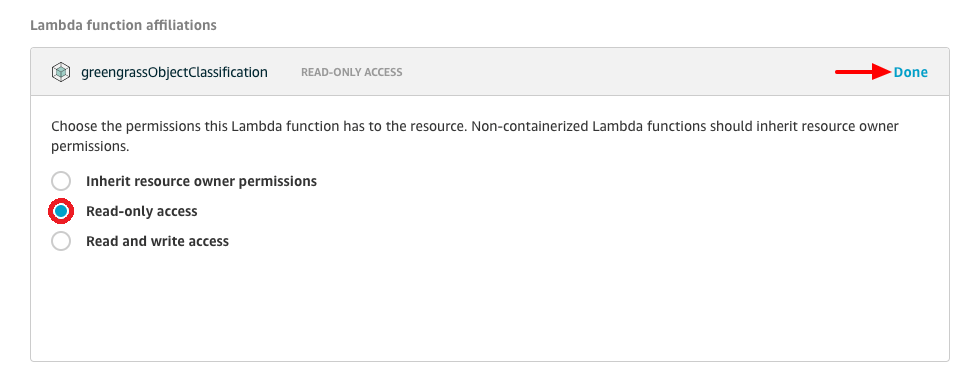 Lambda function affiliations
greengrassObjectClassification READ-ONLY ACCESS Done
Choose the permissions this Lambda function has to the resource. Non-containerized Lambda functions should inherit resource owner
permissions.
Inherit resource owner permissions
Read-only access
Read and write access